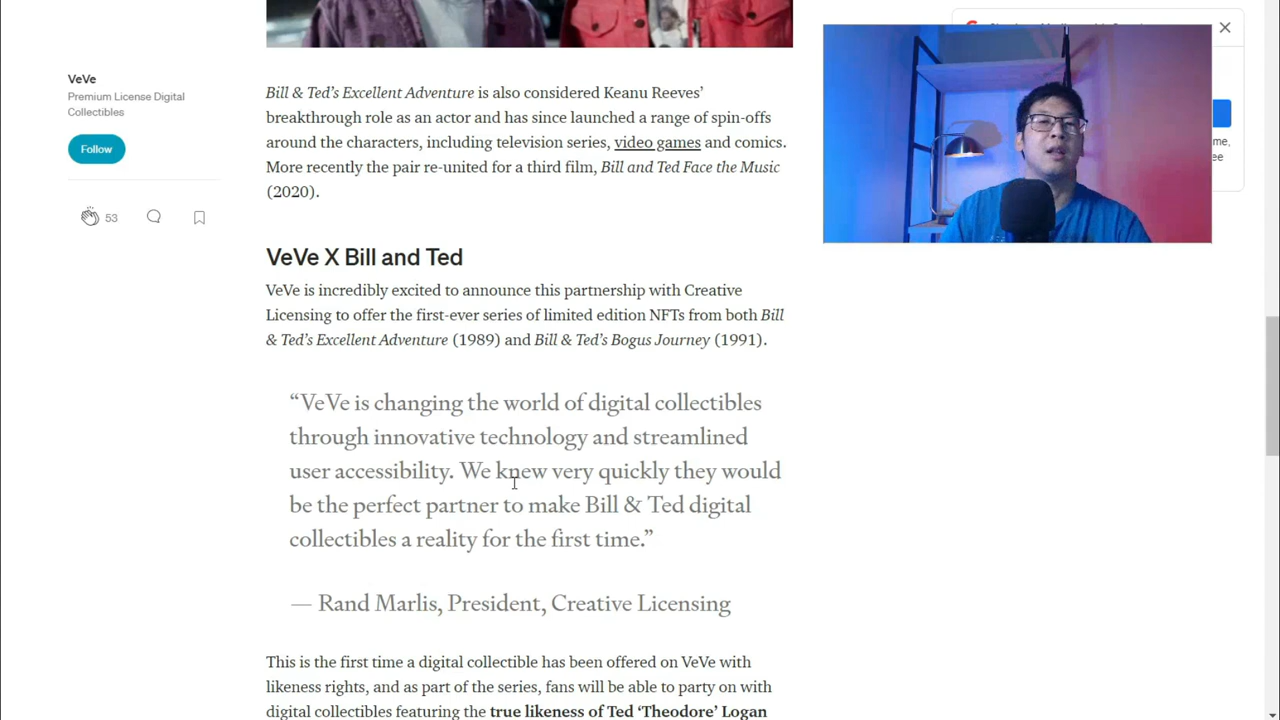 VeVe
Premium License Digital
Collectibles
Follow
53
Bill & Ted's Excellent Adventure is also considered Keanu Reeves'
breakthrough role as an actor and has since launched a range of spin-offs
around the characters, including television series, video games and comics.
More recently the pair re-united for a third film, Bill and Ted Face the Music
(2020).
VeVe X Bill and Ted
VeVe is incredibly excited to announce this partnership with Creative
Licensing to offer the first-ever series of limited edition NFTs from both Bill
& Ted's Excellent Adventure (1989) and Bill & Ted's Bogus Journey (1991).
“VeVe is changing the world of digital collectibles
through innovative technology and streamlined
user accessibility. We knew very quickly they would
be the perfect partner to make Bill & Ted digital
collectibles a reality for the first time.”
— Rand Marlis, President, Creative Licensing
This is the first time a digital collectible has been offered on VeVe with
likeness rights, and as part of the series, fans will be able to party on with
digital collectibles featuring the true likeness of Ted ‘Theodore’ Logan
me,
ee